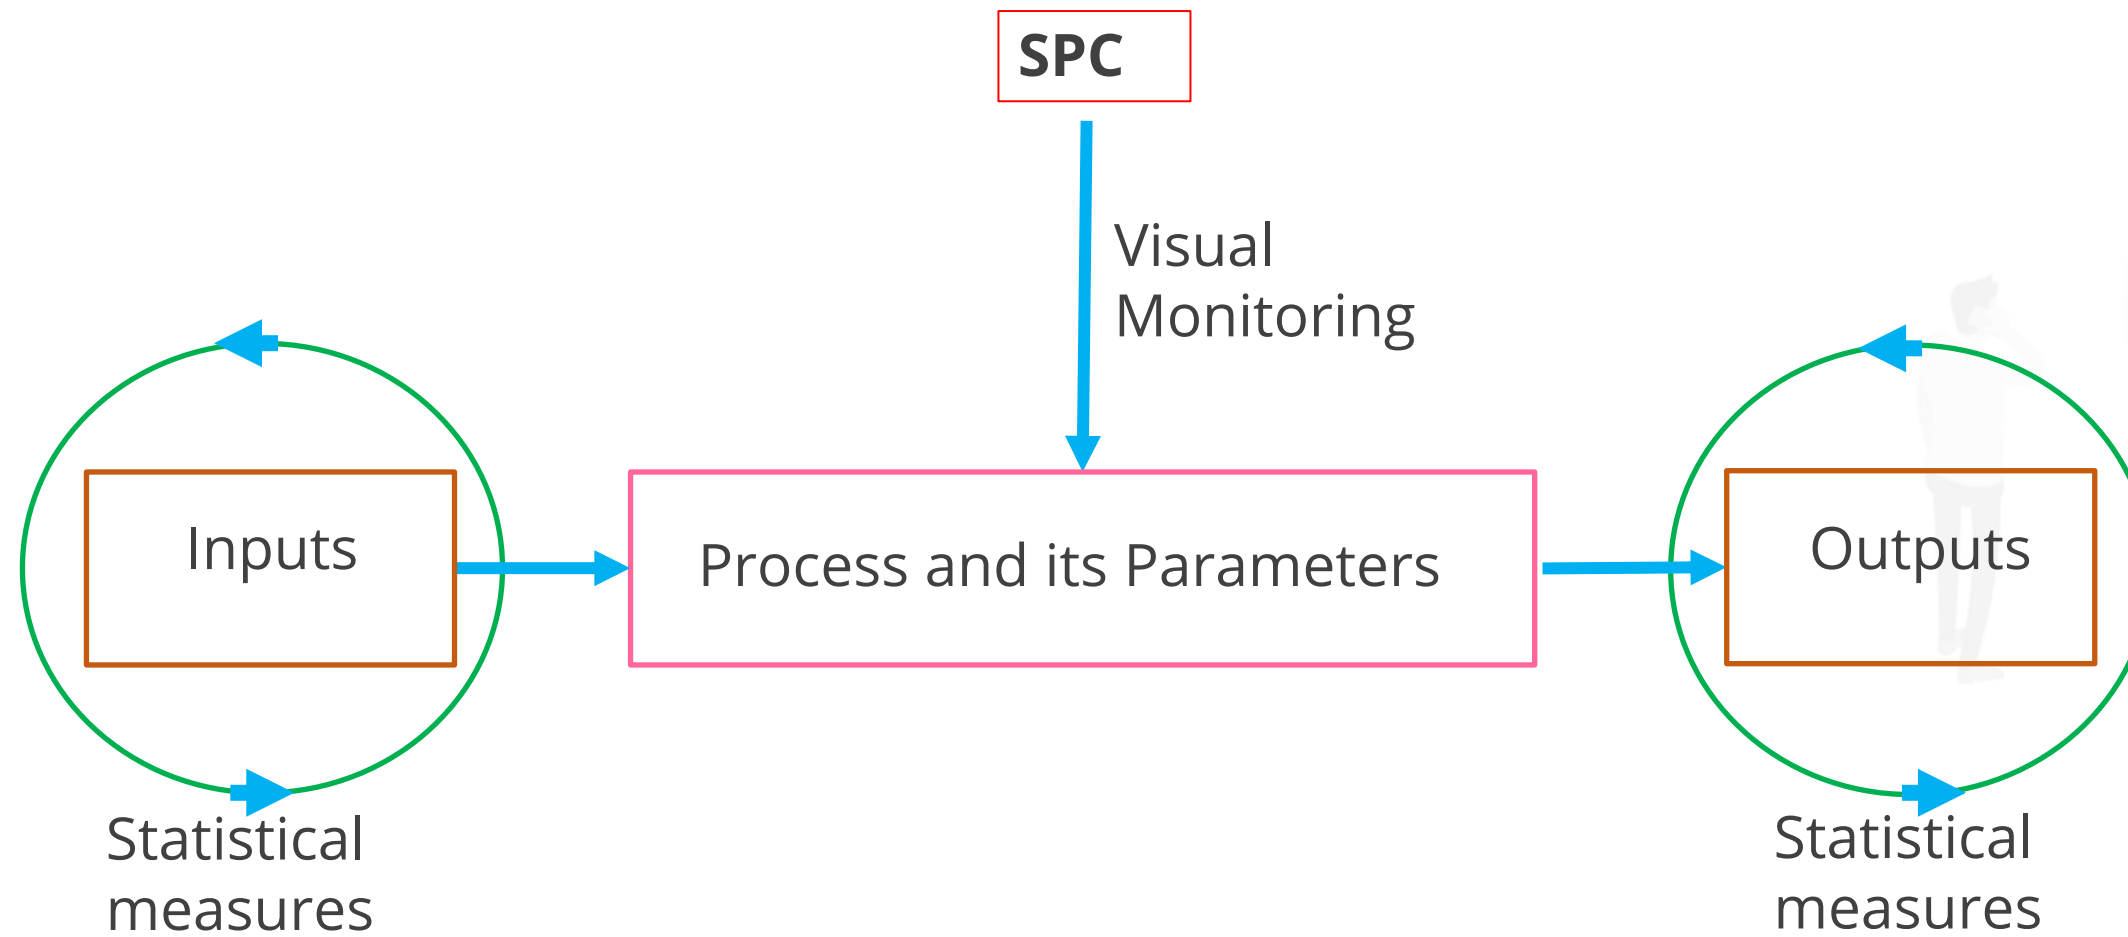 SPC
Visual
Monitoring
Inputs
Process and its Parameters
Outputs
Statistical
measures
Statistical
measures